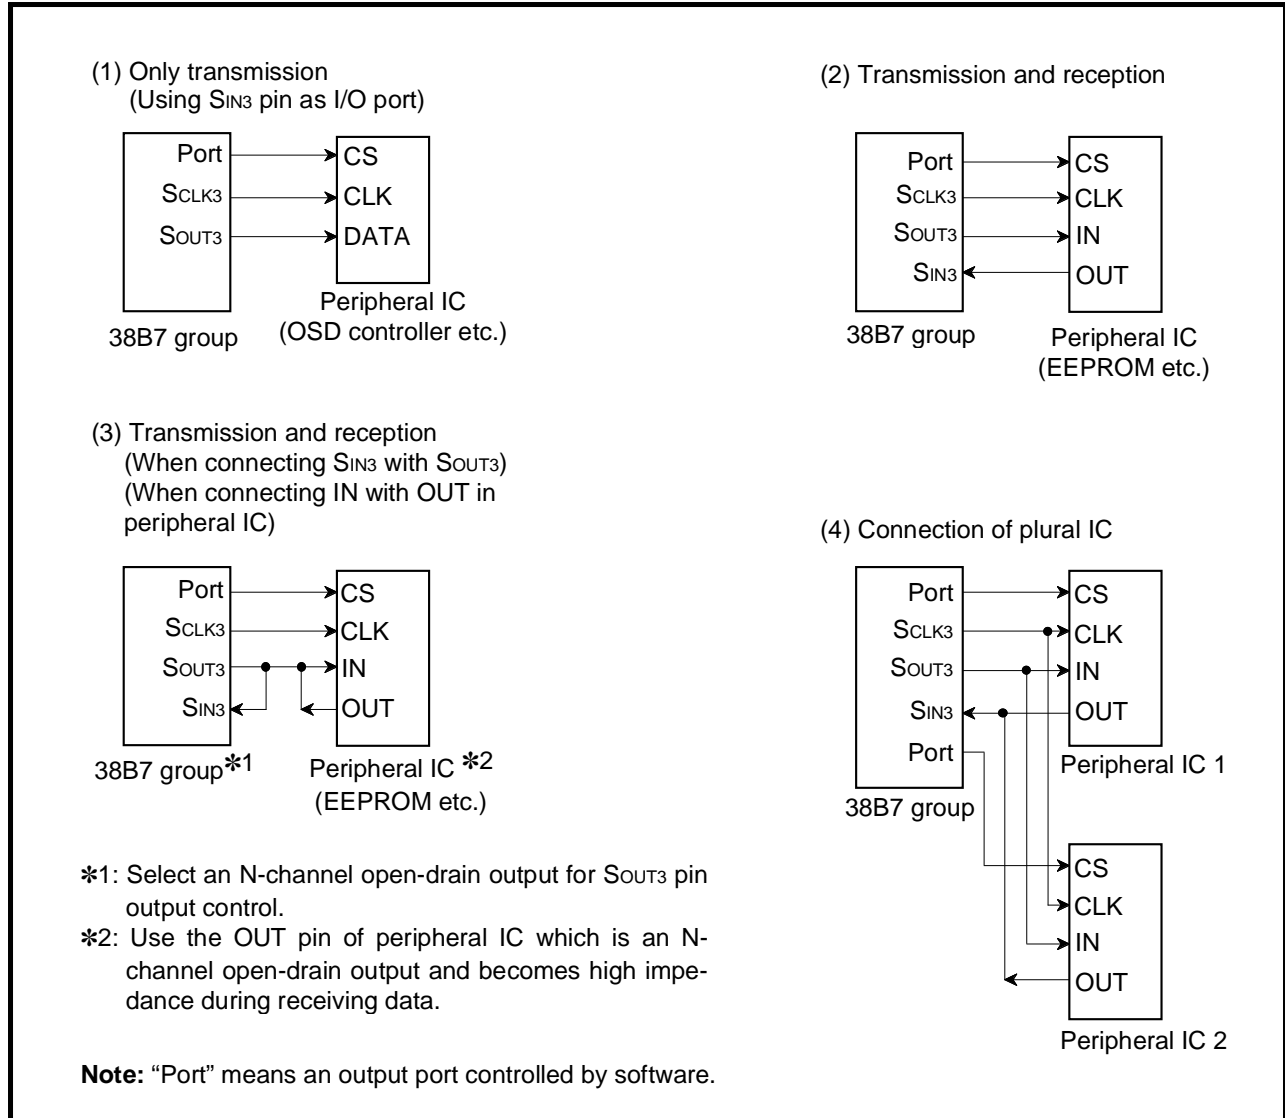 (1) Only transmission
(Using SIN3 pin as I/O port)
Port
SCLK3
SOUT3
CS
CLK
DATA
38B7 group
Peripheral IC
(OSD controller etc.)
(2) Transmission and reception
Port
SCLK3
SOUT3
SIN3
CS
CLK
IN
OUT
38B7 group
Peripheral IC
(EEPROM etc.)
(3) Transmission and reception
(When connecting SIN3 with SOUT3)
(When connecting IN with OUT in
peripheral IC)
Port
SCLK3
SOUT3
SIN3
CS
CLK
IN
OUT
38B7 group✽1
Peripheral IC ✽2
(EEPROM etc.)
(4) Connection of plural IC
Port
SCLK3
SOUT3
SIN3
Port
CS
CLK
IN
OUT
Peripheral IC 1
38B7 group
CS
CLK
IN
OUT
Peripheral IC 2
✽1: Select an N-channel open-drain output for SOUT3 pin
output control.
✽2: Use the OUT pin of peripheral IC which is an N-
channel open-drain output and becomes high impe-
dance during receiving data.
Note: “Port” means an output port controlled by software.